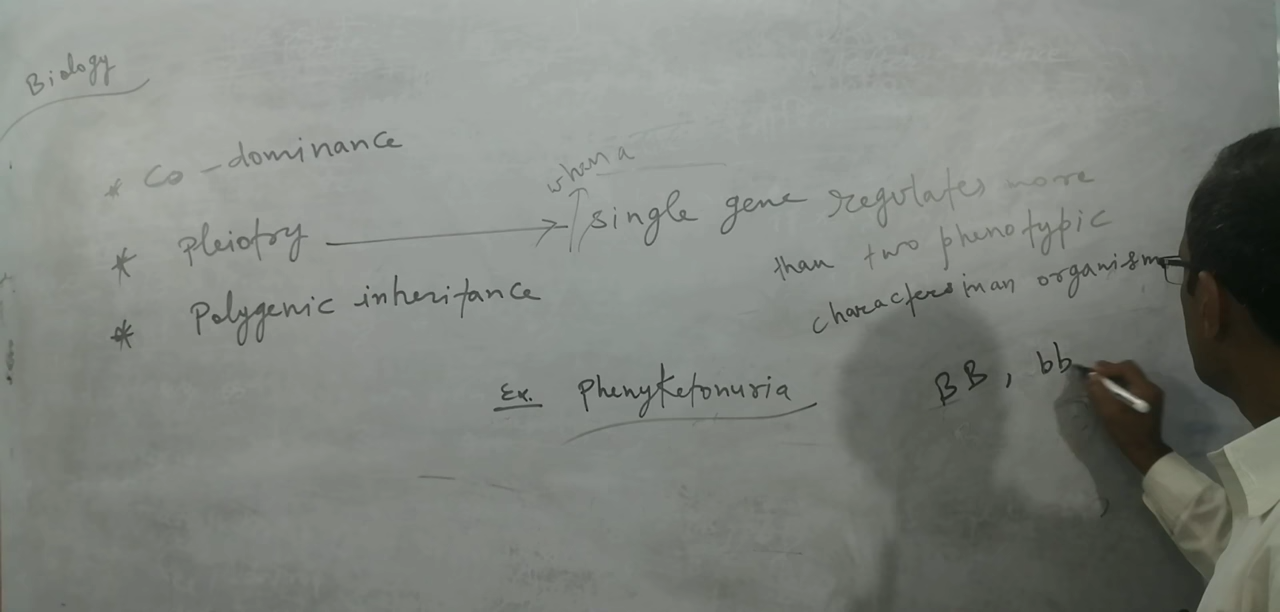 Biology
* Co-dominance
* Pleiotry → when a single gene regulates more
than two phenotypic
characters in an organism
* Polygenic inheritance
Ex. Phenyketonuria
BB, bb